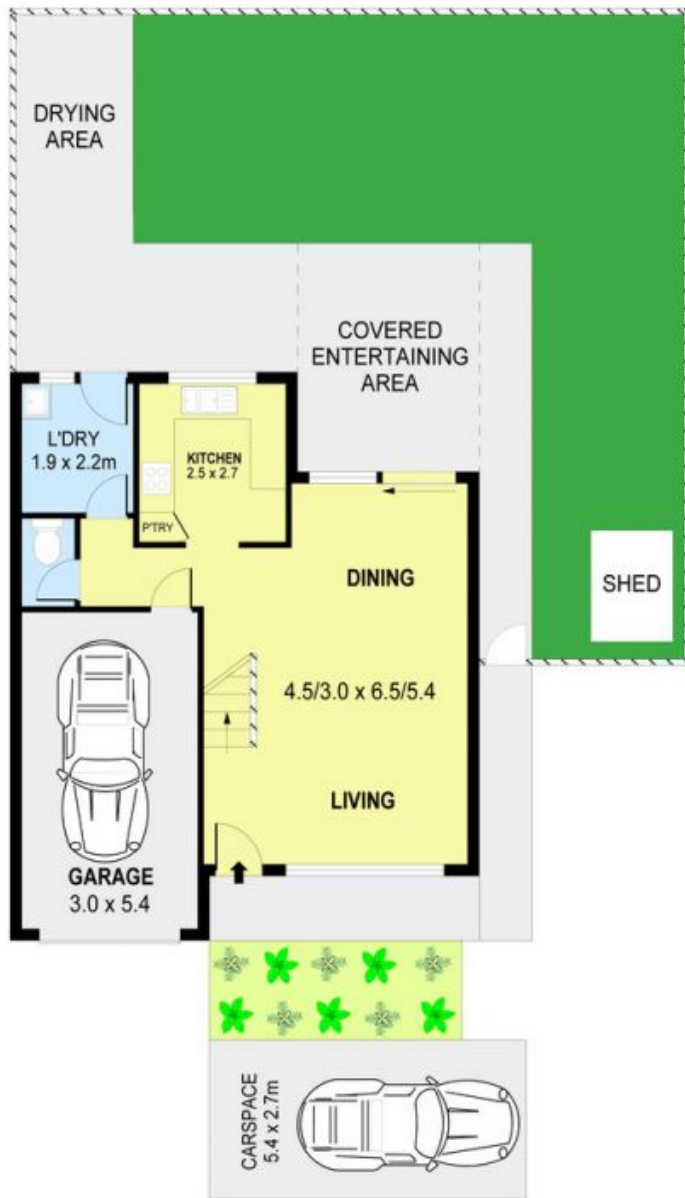 DRYING
AREA
COVERED
ENTERTAINING
AREA
L'DRY
1.9 x 2.2m
KITCHEN
2.5 x 2.7
P'TRY
DINING
SHED
4.5/3.0 x 6.5/5.4
LIVING
GARAGE
3.0 x 5.4
CARSPACE
5.4 x 2.7m